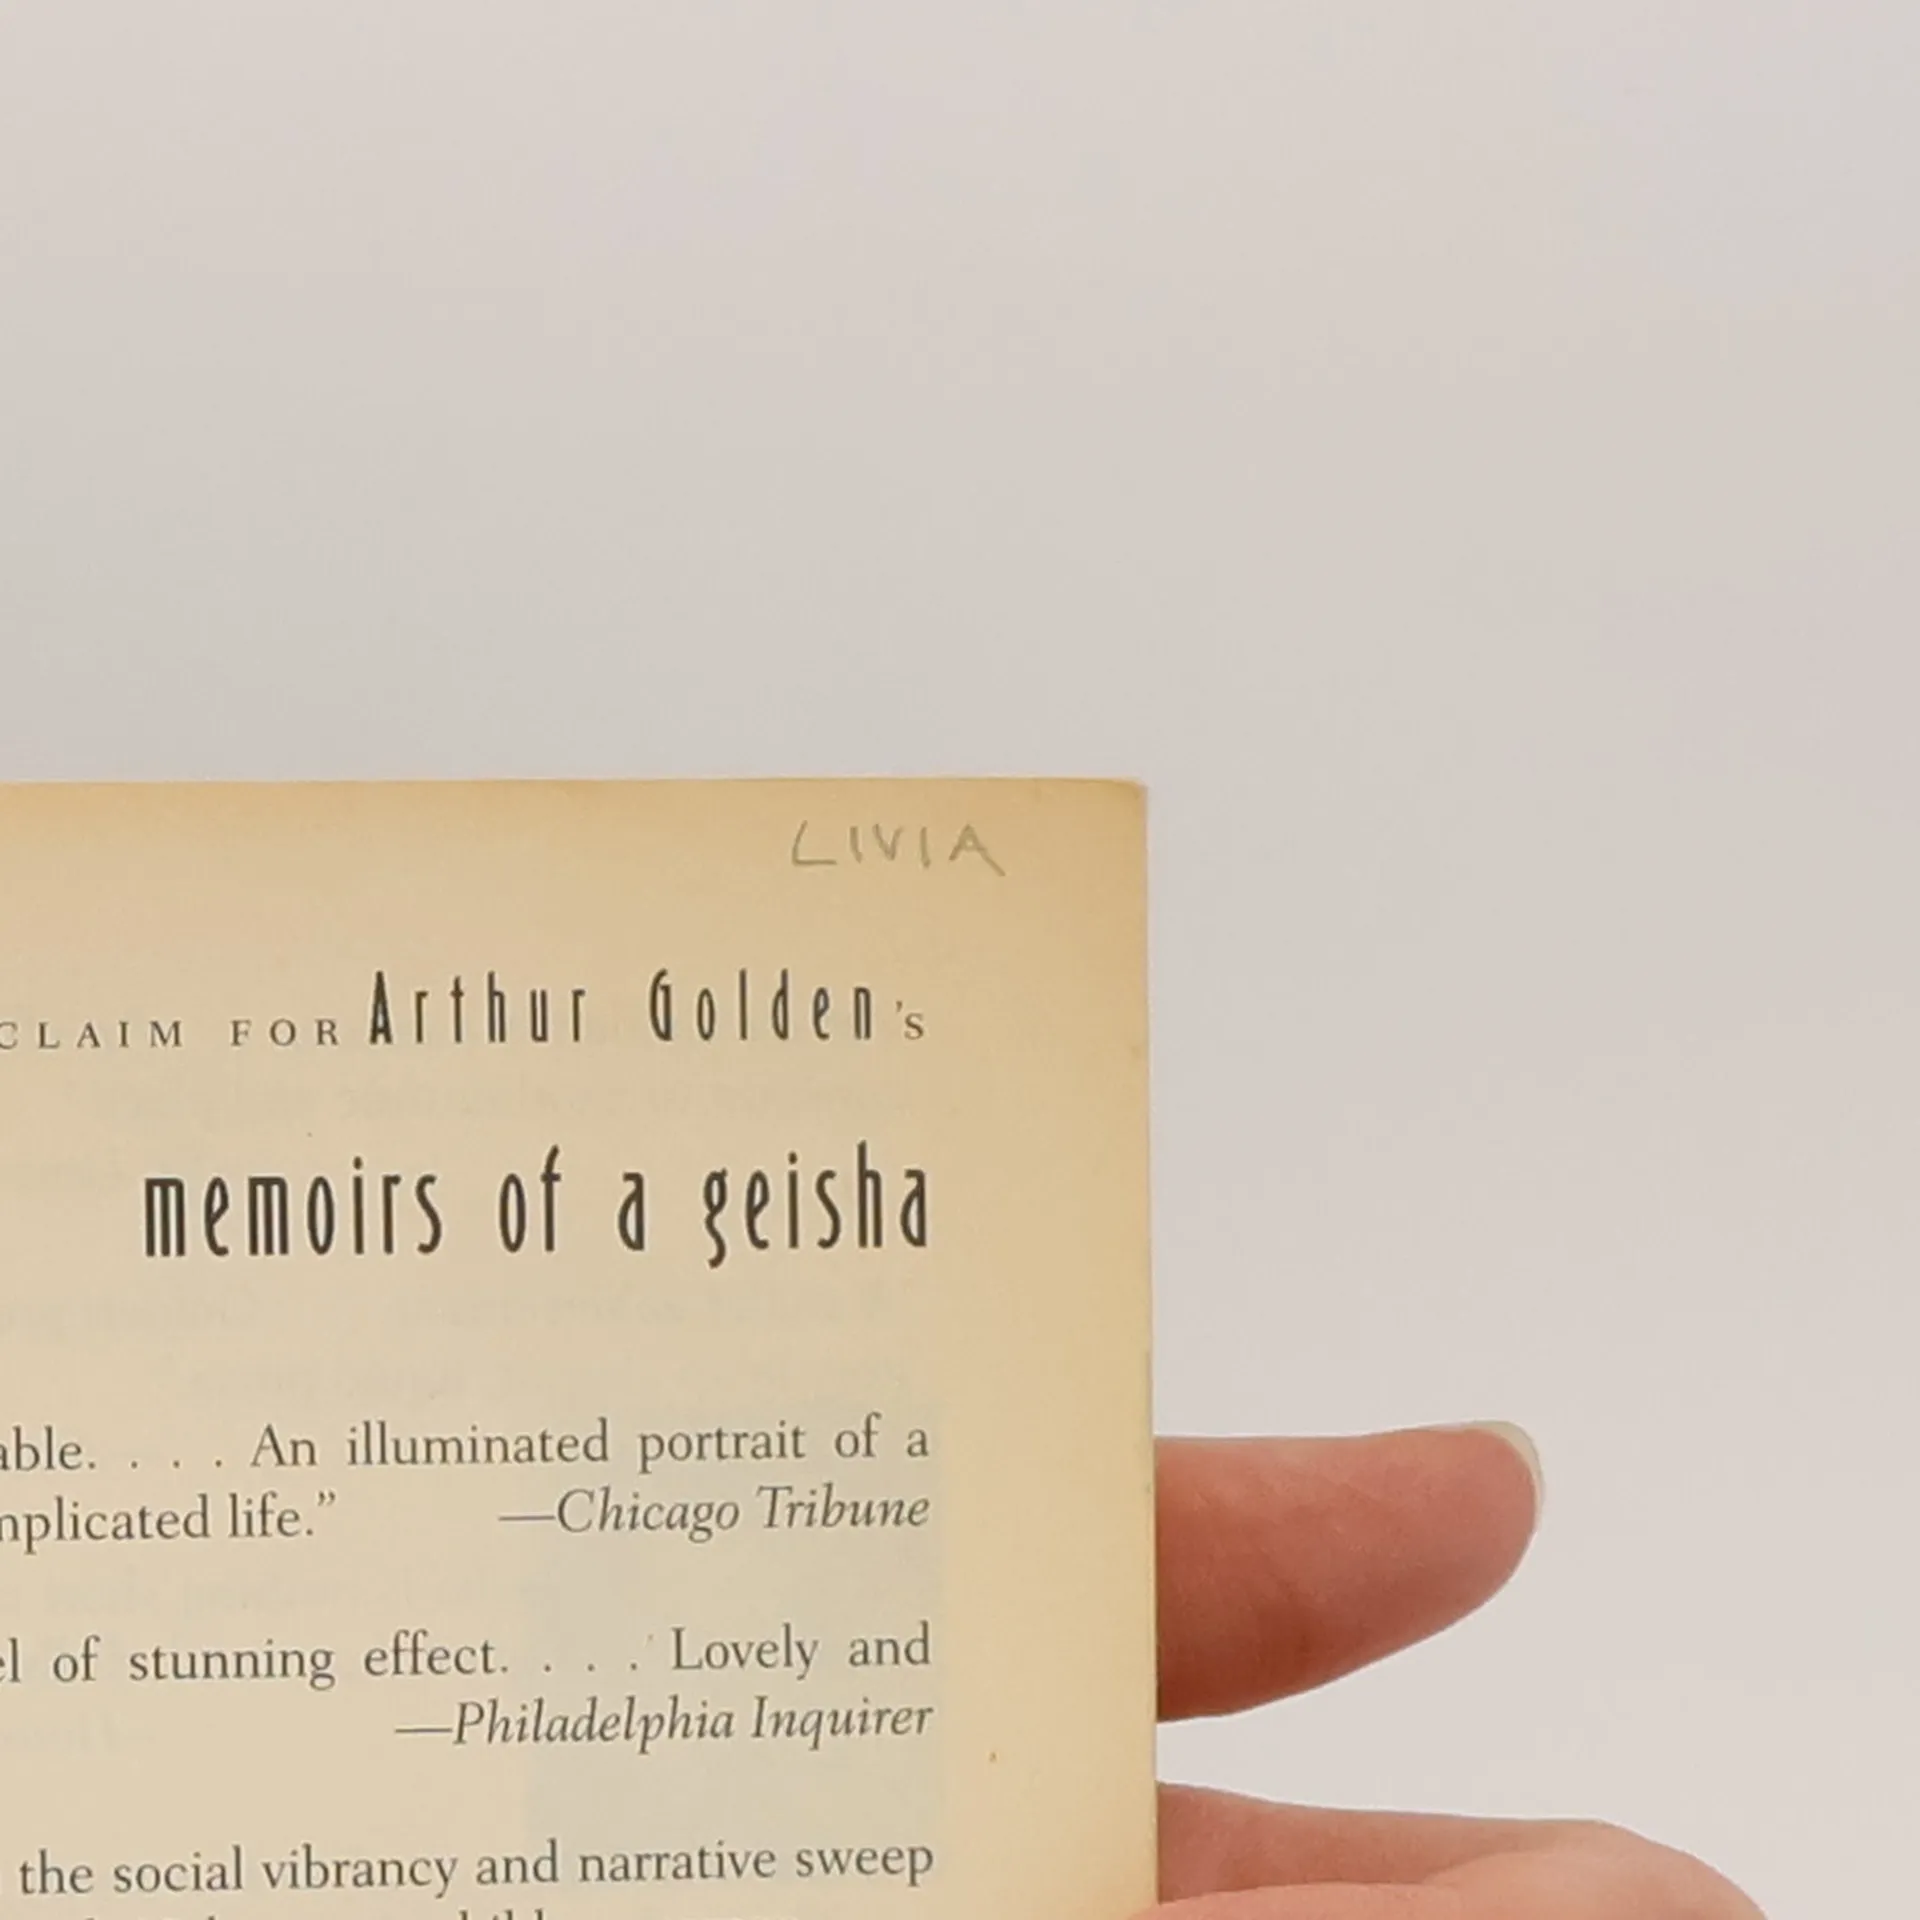 LIVIA
CLAIM FOR Arthur Golden's
memoirs of a geisha
able. . . . An illuminated portrait of a
mplicated life.” —Chicago Tribune
el of stunning effect. . . . Lovely and
—Philadelphia Inquirer
the social vibrancy and narrative sweep